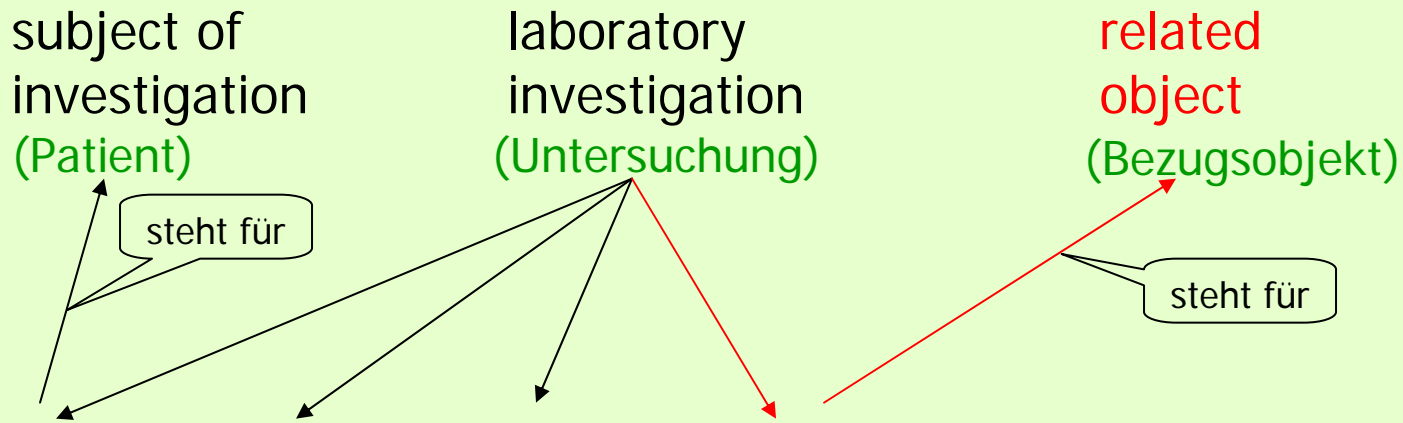 subject of
investigation
(Patient)
laboratory
investigation
(Untersuchung)
related
object
(Bezugsobjekt)
steht für
steht für